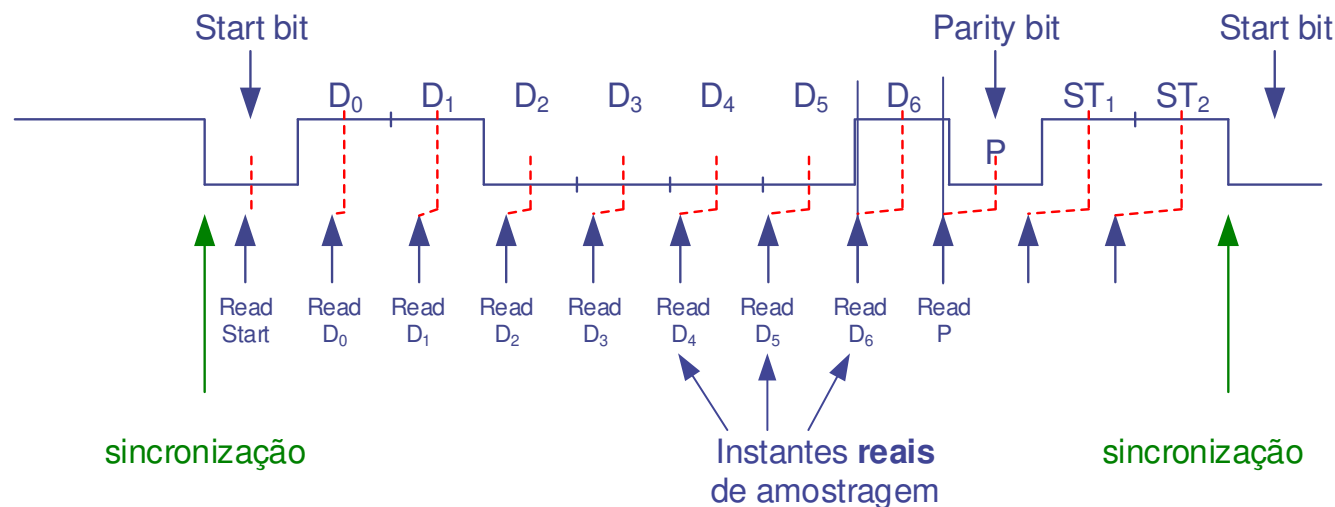 Start bit
Parity bit
Start bit
D₀ D₁ D₂ D₃ D₄ D₅ D₆ ST₁ ST₂
P
Read Start
Read D₀
Read D₁
Read D₂
Read D₃
Read D₄
Read D₅
Read D₆
Read P
sincronização
Instantes reais
de amostragem
sincronização